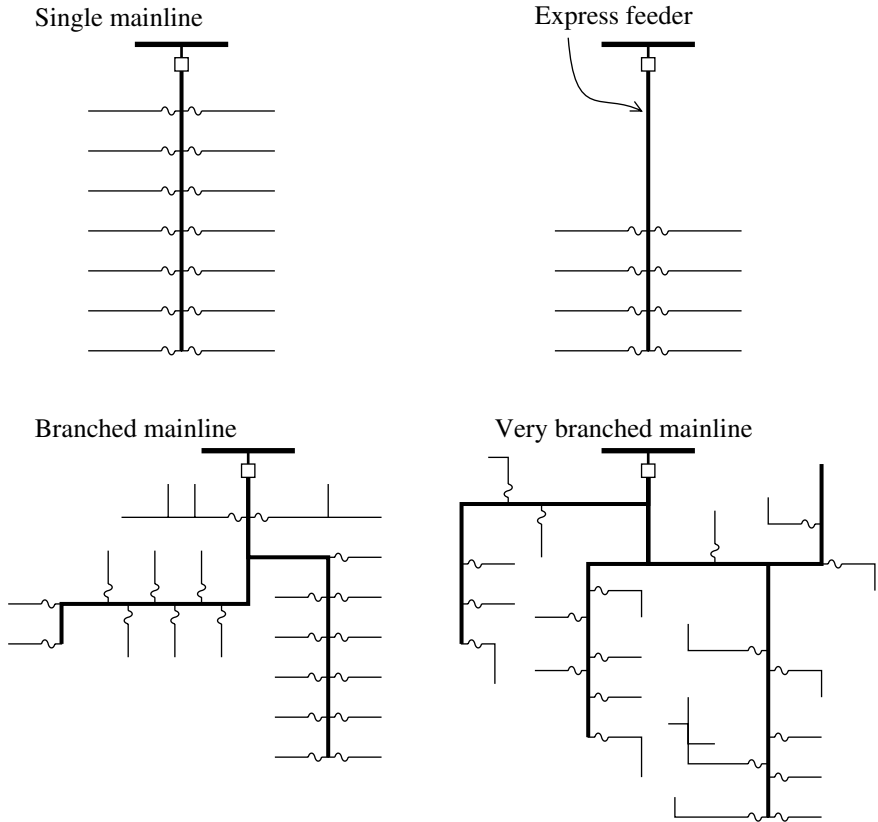 Single mainline
Express feeder
Branched mainline
Very branched mainline